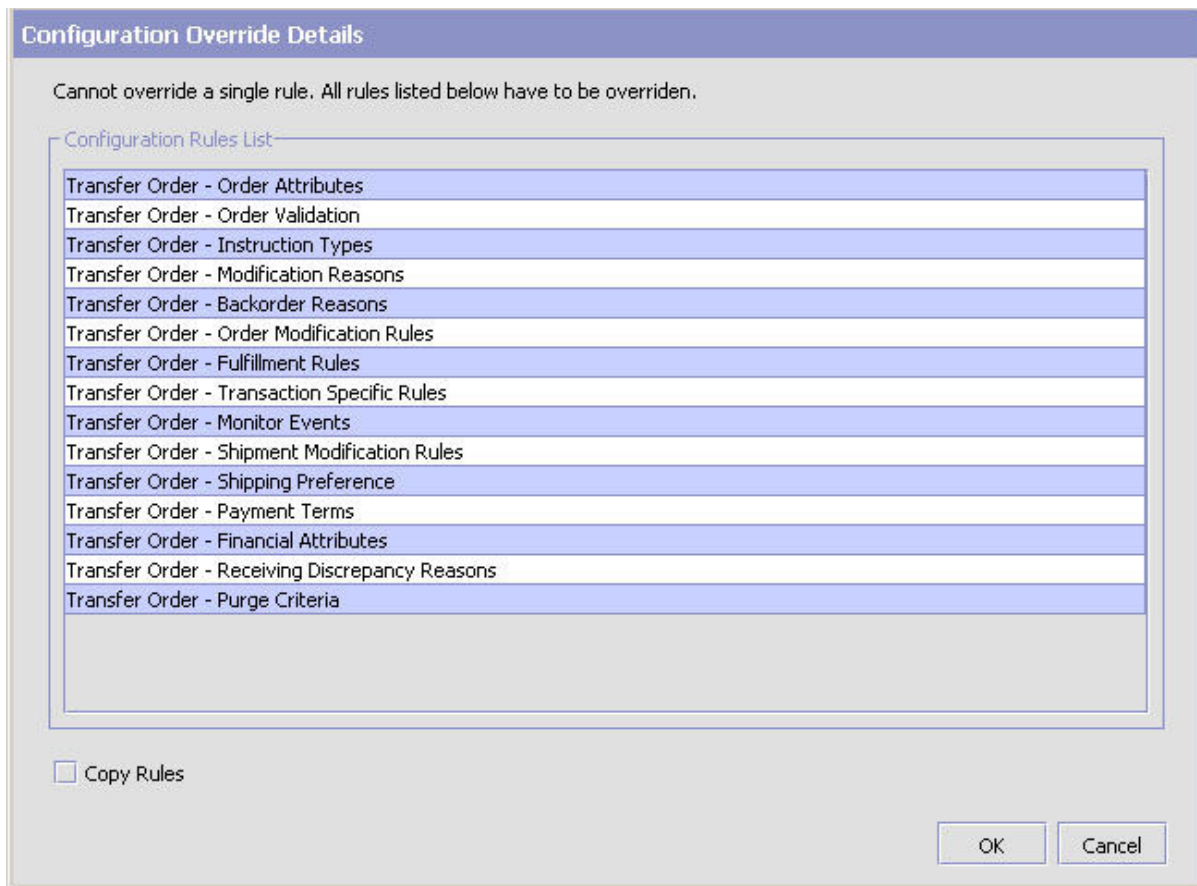 Configuration Override Details
Cannot override a single rule. All rules listed below have to be overriden.
Configuration Rules List
Transfer Order - Order Attributes
Transfer Order - Order Validation
Transfer Order - Instruction Types
Transfer Order - Modification Reasons
Transfer Order - Backorder Reasons
Transfer Order - Order Modification Rules
Transfer Order - Fulfillment Rules
Transfer Order - Transaction Specific Rules
Transfer Order - Monitor Events
Transfer Order - Shipment Modification Rules
Transfer Order - Shipping Preference
Transfer Order - Payment Terms
Transfer Order - Financial Attributes
Transfer Order - Receiving Discrepancy Reasons
Transfer Order - Purge Criteria
Copy Rules
OK Cancel